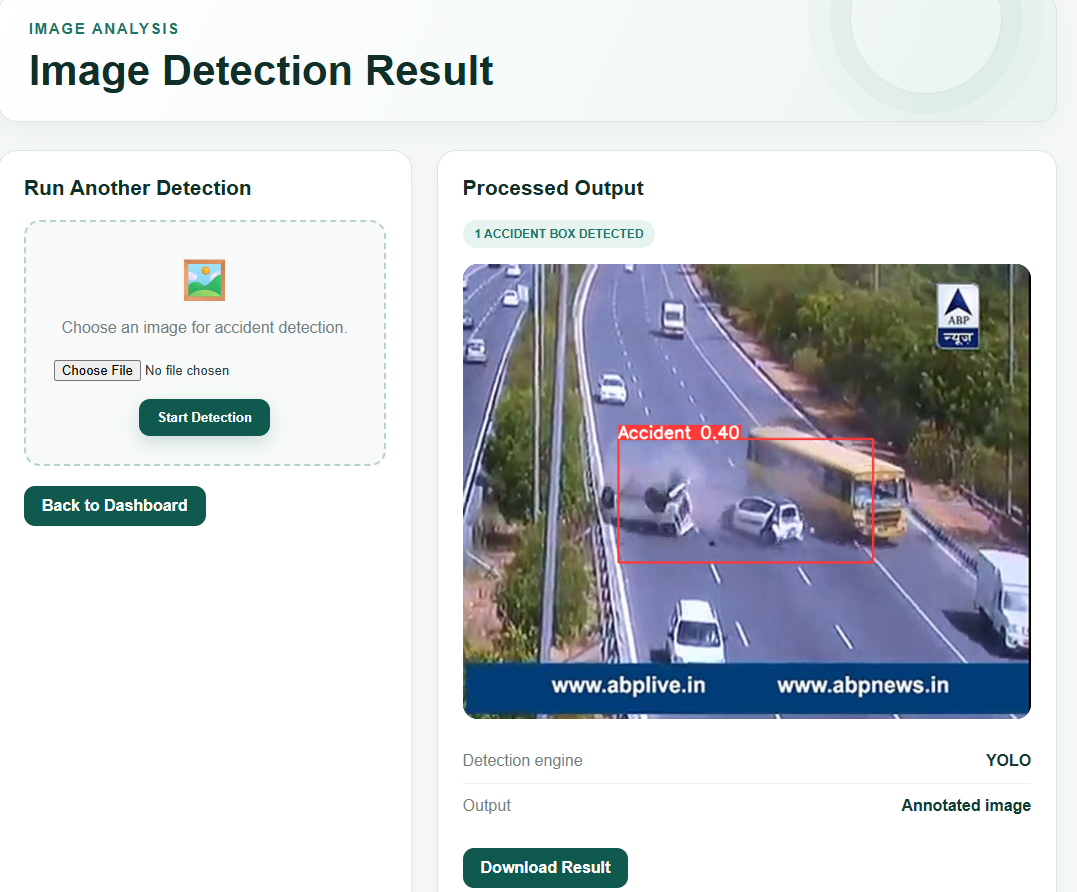 IMAGE ANALYSIS
Image Detection Result
Run Another Detection
Choose an image for accident detection.
Choose File No file chosen
Start Detection
Back to Dashboard
Processed Output
1 ACCIDENT BOX DETECTED
ABP
न्यूज़
Accident 0.40
www.abplive.in www.abpnews.in
Detection engine YOLO
Output Annotated image
Download Result